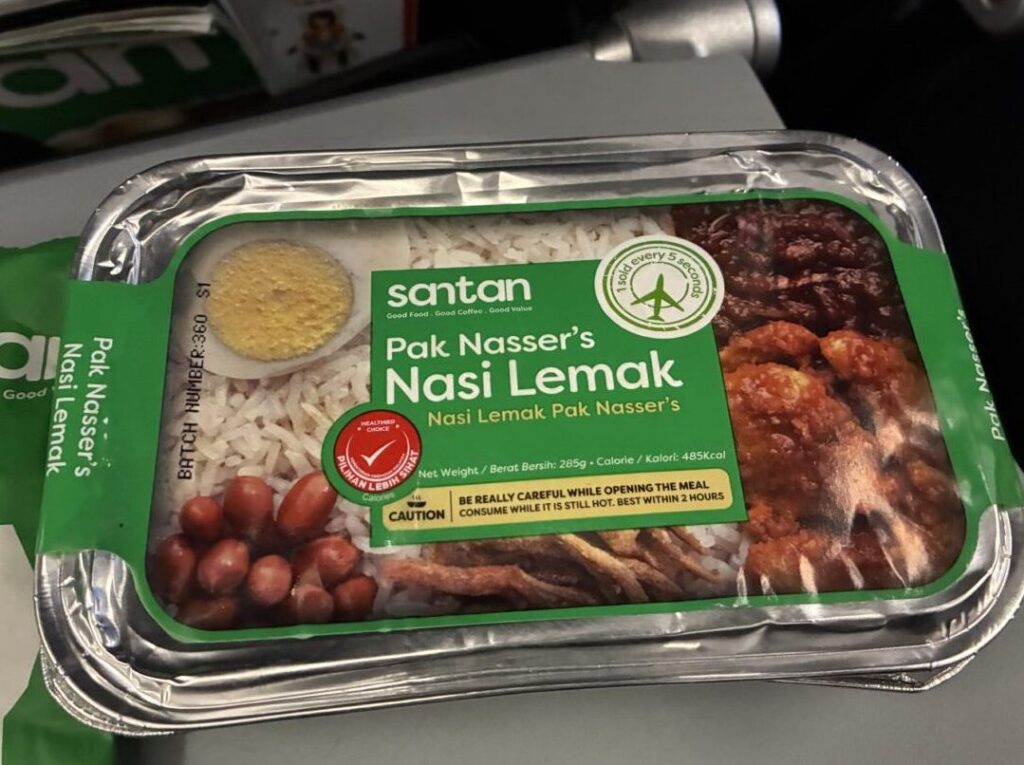 an
an
Good
Pak Nasser's
Nasi Lemak
BATCH NUMBER:360 S1
santan
Good Food . Good Coffee . Good Value
1 sold every 5 seconds
Pak Nasser's
Nasi Lemak
Nasi Lemak Pak Nasser's
HEALTHIER
CHOICE
PILIHAN LEBIH SIHAT
Calories
Net Weight / Berat Bersih: 285g • Calorie / Kalori: 485Kcal
CAUTION
BE REALLY CAREFUL WHILE OPENING THE MEAL
CONSUME WHILE IT IS STILL HOT. BEST WITHIN 2 HOURS
Pak Nasser's